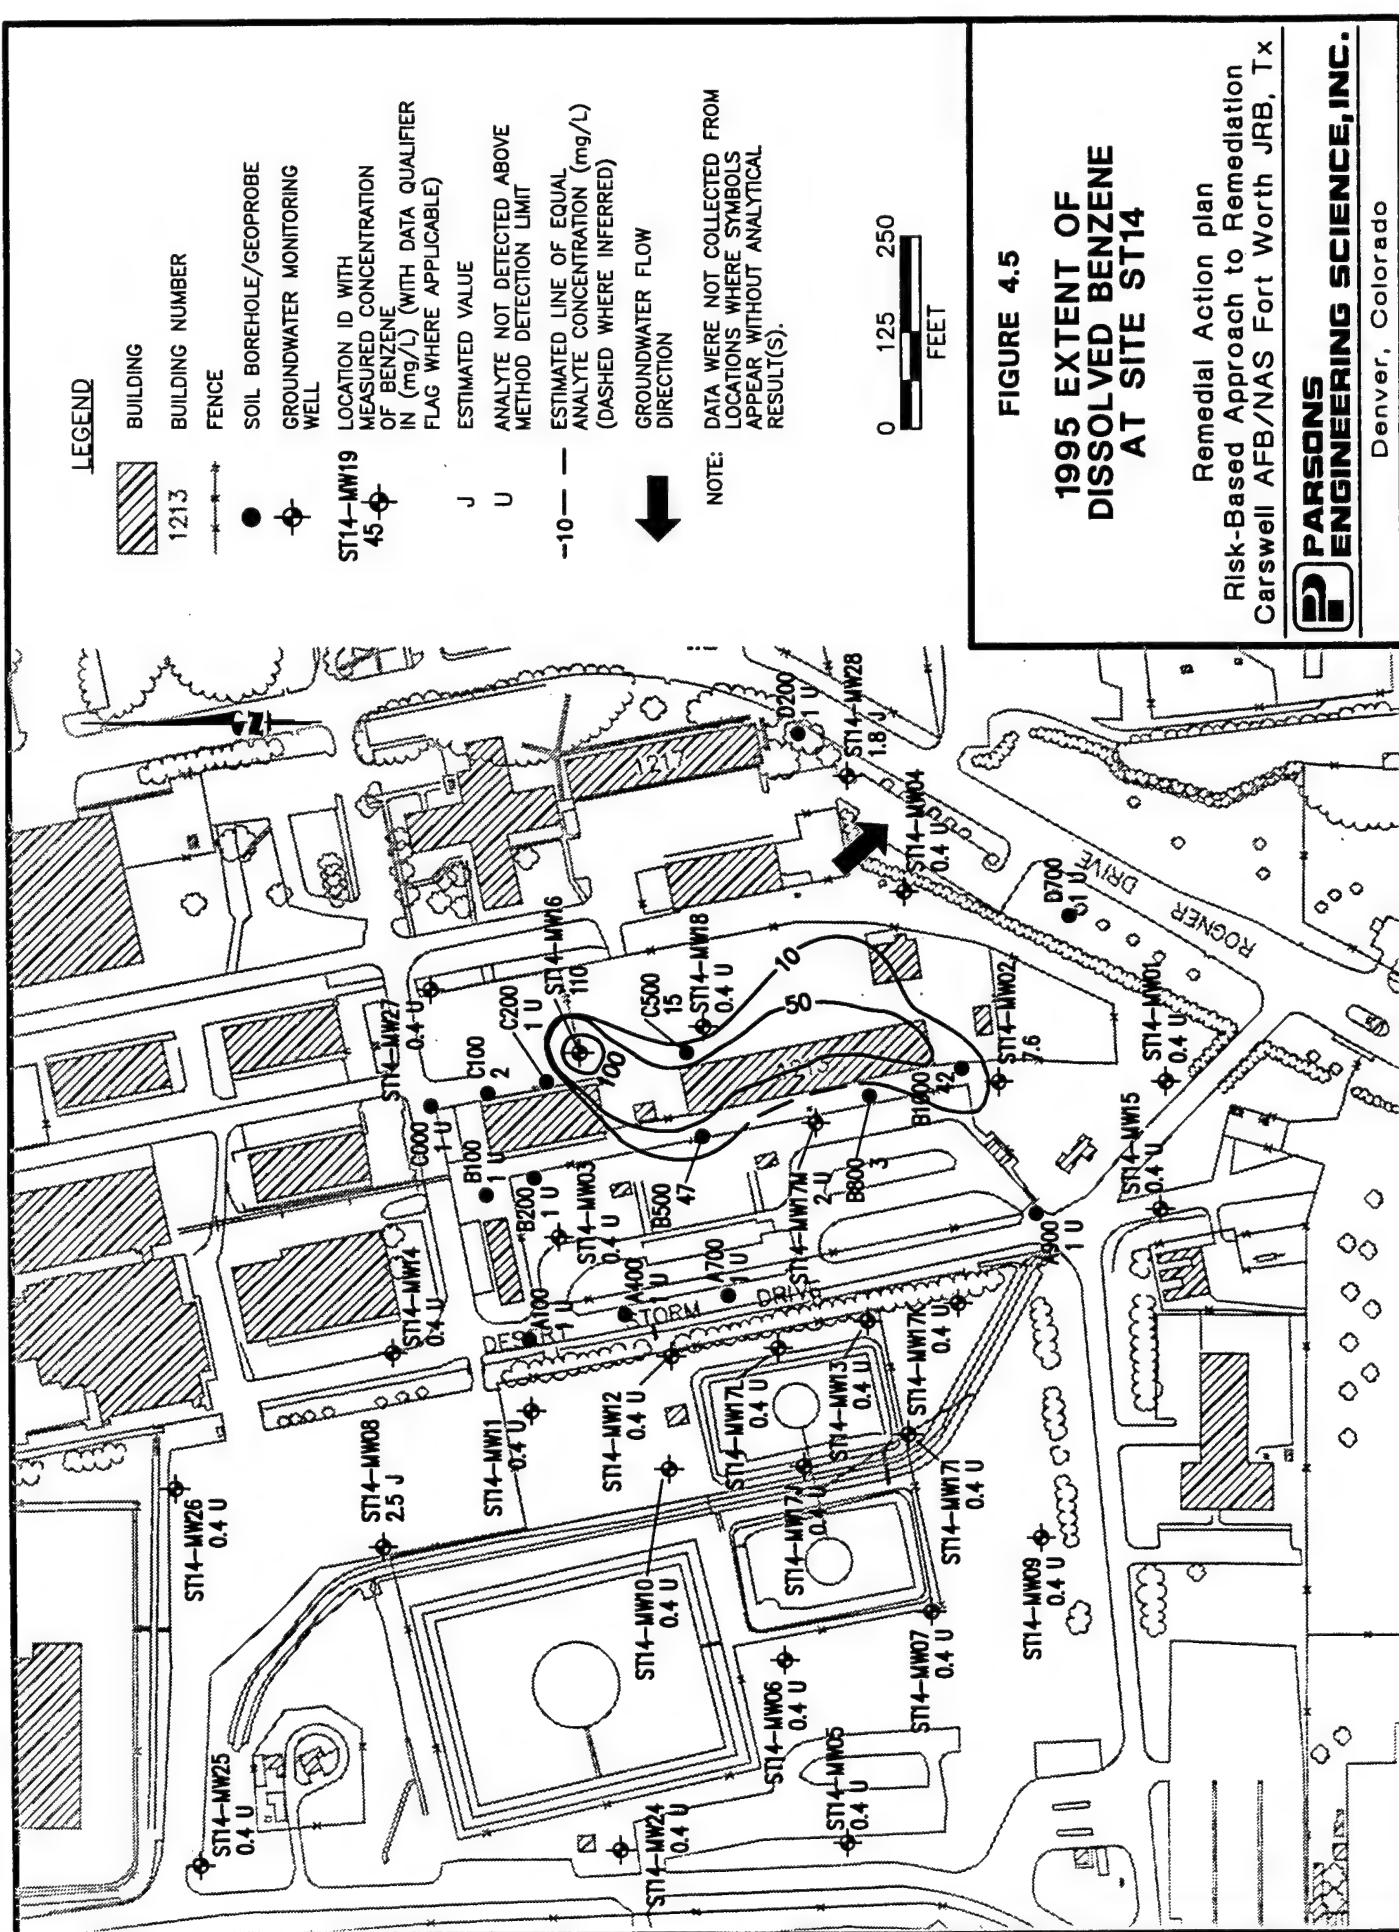 LEGEND
BUILDING
1213
BUILDING NUMBER
FENCE
SOIL BOREHOLE/GEOPROBE
GROUNDWATER MONITORING
WELL
ST14-MW19
45
LOCATION ID WITH
MEASURED CONCENTRATION
OF BENZENE
IN (mg/L) (WITH DATA QUALIFIER
FLAG WHERE APPLICABLE)
J
ESTIMATED VALUE
U
ANALYTE NOT DETECTED ABOVE
METHOD DETECTION LIMIT
-10- -
ESTIMATED LINE OF EQUAL
ANALYTE CONCENTRATION (mg/L)
(DASHED WHERE INFERRED)
GROUNDWATER FLOW
DIRECTION
NOTE:
DATA WERE NOT COLLECTED FROM
LOCATIONS WHERE SYMBOLS
APPEAR WITHOUT ANALYTICAL
RESULT(S).
0 125 250
FEET
FIGURE 4.5
1995 EXTENT OF
DISSOLVED BENZENE
AT SITE ST14
Remedial Action plan
Risk-Based Approach to Remediation
Carswell AFB/NAS Fort Worth JRB, Tx
PARSONS
ENGINEERING SCIENCE, INC.
Denver, Colorado
N
ST14-MW25
0.4 U
ST14-MW26
0.4 U
ST14-MW08
2.5 J
ST14-MW14
0.4 U
ST14-MW27
0.4 U
C000
1 U
C100
2
C200
1 U
B100
1 U
B200
1 U
ST14-MW03
0.4 U
ST14-MW16
110
100
C500
15
ST14-MW18
0.4 U
10
50
1217
D200
1 U
ST14-MW28
1.8 J
ST14-MW04
0.4 U
D700
1 U
ROGNER DRIVE
ST14-MW02
7.6
ST14-MW01
0.4 U
ST14-MW15
0.4 U
B1000
42
B800
3
ST14-MW17M
2 U
B500
47
A100
1 U
A400
1 U
A700
1 U
A900
1 U
DESERT STORM DRIVE
ST14-MW11
0.4 U
ST14-MW12
0.4 U
ST14-MW17L
0.4 U
ST14-MW13
0.4 U
ST14-MW17K
0.4 U
ST14-MW10
0.4 U
ST14-MW17J
0.4 U
ST14-MW17I
0.4 U
ST14-MW09
0.4 U
ST14-MW07
0.4 U
ST14-MW06
0.4 U
ST14-MW05
0.4 U
ST14-MW24
0.4 U